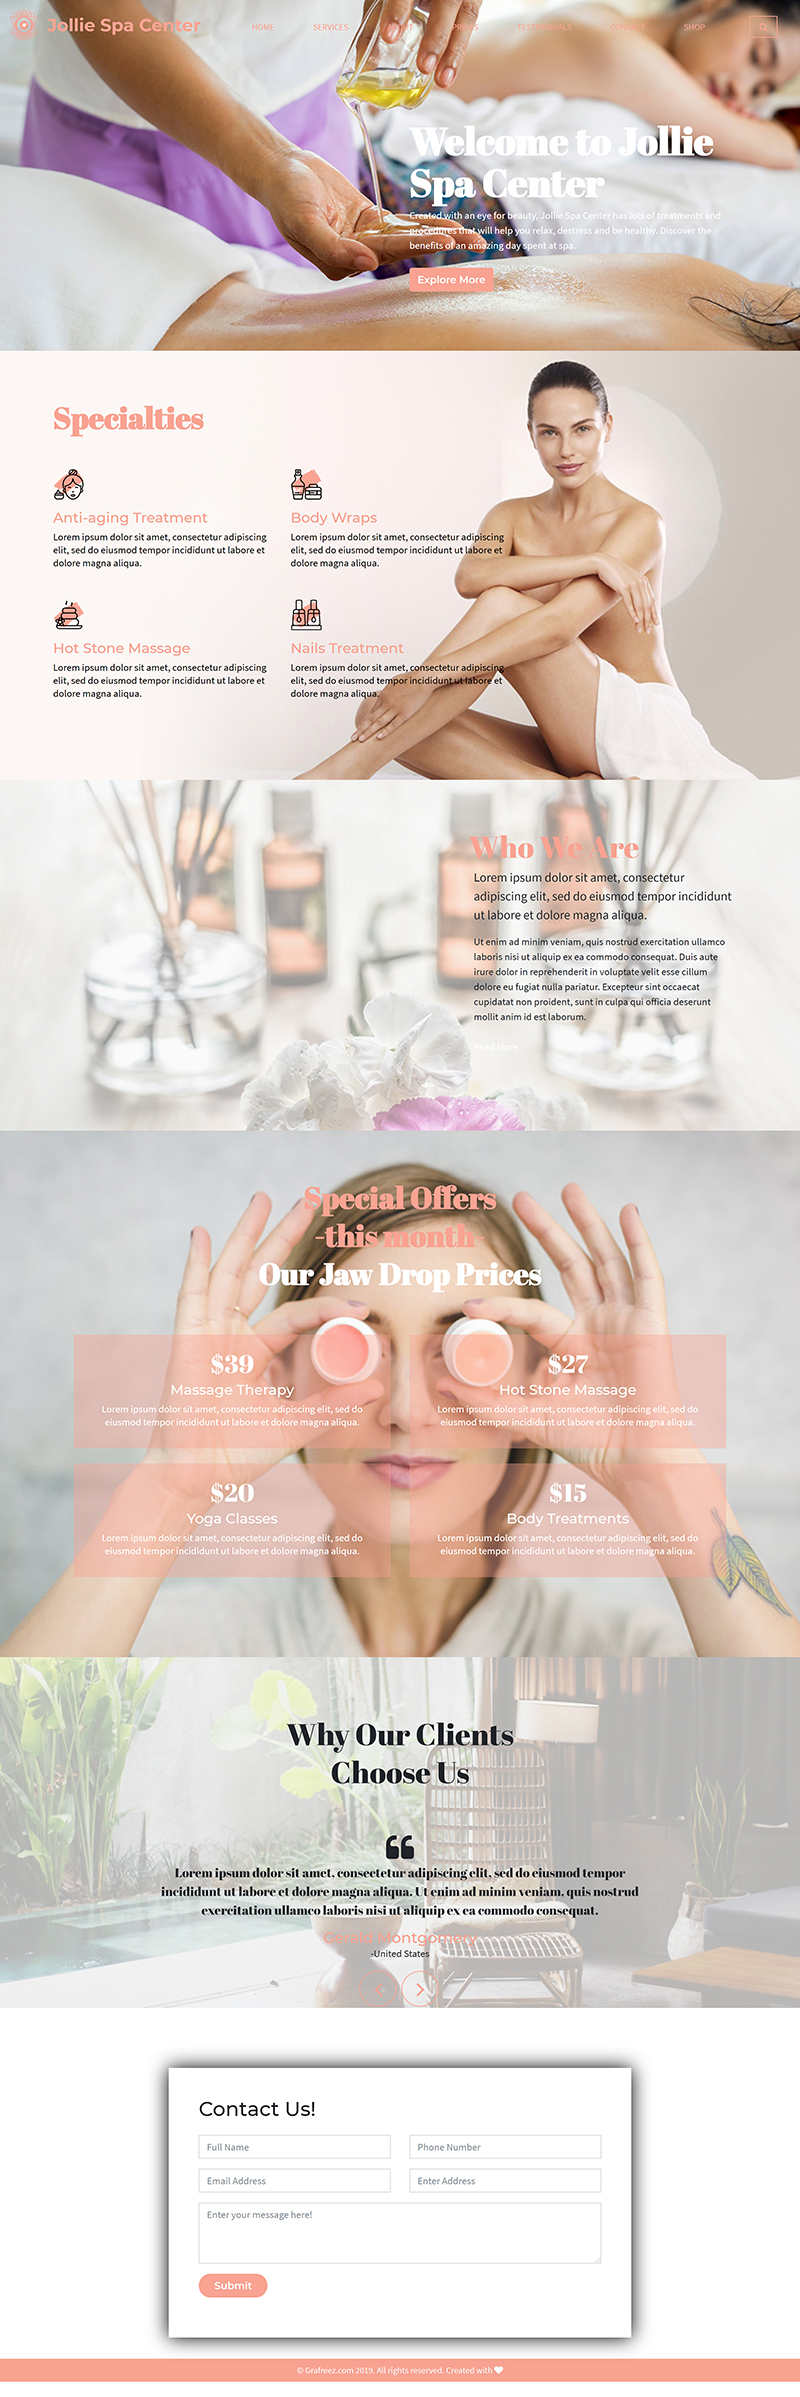 Jollie Spa Center
HOME SERVICES ABOUT PRICES TESTIMONIALS CONTACT SHOP
Welcome to Jollie
Spa Center
Created with an eye for beauty, Jollie Spa Center has lots of treatments and
procedures that will help you relax, destress and be healthy. Discover the
benefits of an amazing day spent at spa.
Explore More
Specialties
Anti-aging Treatment
Lorem ipsum dolor sit amet, consectetur adipiscing
elit, sed do eiusmod tempor incididunt ut labore et
dolore magna aliqua.
Body Wraps
Lorem ipsum dolor sit amet, consectetur adipiscing
elit, sed do eiusmod tempor incididunt ut labore et
dolore magna aliqua.
Hot Stone Massage
Lorem ipsum dolor sit amet, consectetur adipiscing
elit, sed do eiusmod tempor incididunt ut labore et
dolore magna aliqua.
Nails Treatment
Lorem ipsum dolor sit amet, consectetur adipiscing
elit, sed do eiusmod tempor incididunt ut labore et
dolore magna aliqua.
Who We Are
Lorem ipsum dolor sit amet, consectetur
adipiscing elit, sed do eiusmod tempor incididunt
ut labore et dolore magna aliqua.
Ut enim ad minim veniam, quis nostrud exercitation ullamco
laboris nisi ut aliquip ex ea commodo consequat. Duis aute
irure dolor in reprehenderit in voluptate velit esse cillum
dolore eu fugiat nulla pariatur. Excepteur sint occaecat
cupidatat non proident, sunt in culpa qui officia deserunt
mollit anim id est laborum.
Read More
Special Offers
-this month-
Our Jaw Drop Prices
$39
Massage Therapy
Lorem ipsum dolor sit amet, consectetur adipiscing elit, sed do
eiusmod tempor incididunt ut labore et dolore magna aliqua.
$27
Hot Stone Massage
Lorem ipsum dolor sit amet, consectetur adipiscing elit, sed do
eiusmod tempor incididunt ut labore et dolore magna aliqua.
$20
Yoga Classes
Lorem ipsum dolor sit amet, consectetur adipiscing elit, sed do
eiusmod tempor incididunt ut labore et dolore magna aliqua.
$15
Body Treatments
Lorem ipsum dolor sit amet, consectetur adipiscing elit, sed do
eiusmod tempor incididunt ut labore et dolore magna aliqua.
Why Our Clients
Choose Us
Lorem ipsum dolor sit amet, consectetur adipiscing elit, sed do eiusmod tempor
incididunt ut labore et dolore magna aliqua. Ut enim ad minim veniam, quis nostrud
exercitation ullamco laboris nisi ut aliquip ex ea commodo consequat.
Gerald Montgomery
-United States
Contact Us!
Full Name
Phone Number
Email Address
Enter Address
Enter your message here!
Submit
© Grafreez.com 2019. All rights reserved. Created with